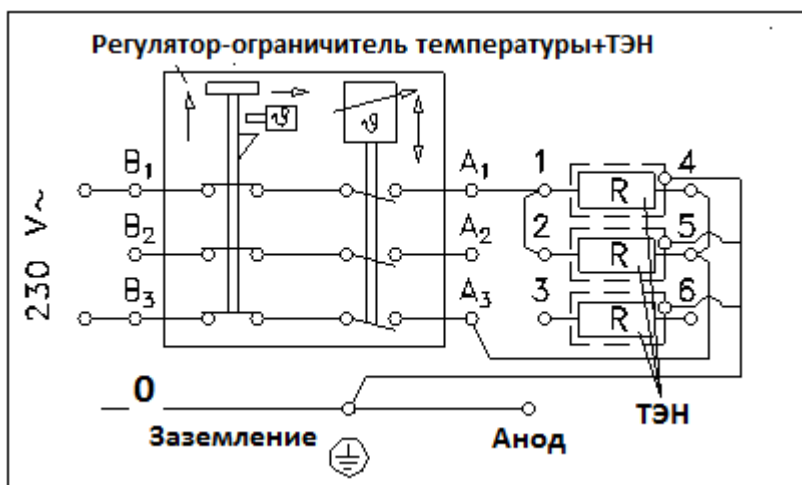 Регулятор-ограничитель температуры+ТЭН
ϑ
ϑ
B₁
A₁
1
R
4
B₂
A₂
2
R
5
B₃
A₃
3
R
6
230 V~
0
ТЭН
Заземление
Анод